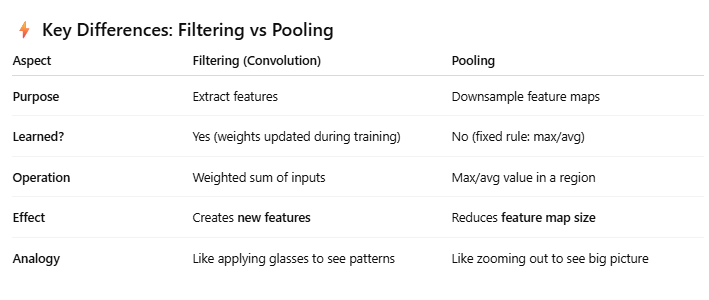 ⚡ Key Differences: Filtering vs Pooling
Aspect Filtering (Convolution) Pooling
Purpose Extract features Downsample feature maps
Learned? Yes (weights updated during training) No (fixed rule: max/avg)
Operation Weighted sum of inputs Max/avg value in a region
Effect Creates new features Reduces feature map size
Analogy Like applying glasses to see patterns Like zooming out to see big picture